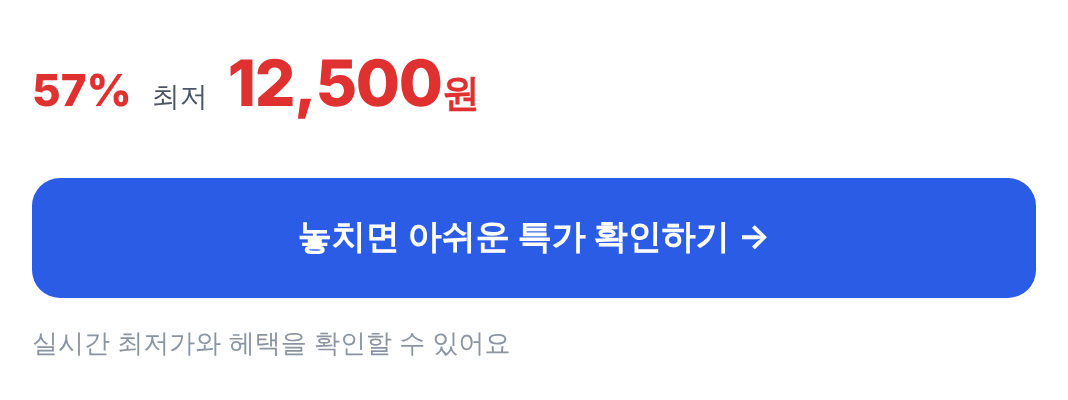 57% 최저 12,500원
놓치면 아쉬운 특가 확인하기 →
실시간 최저가와 혜택을 확인할 수 있어요